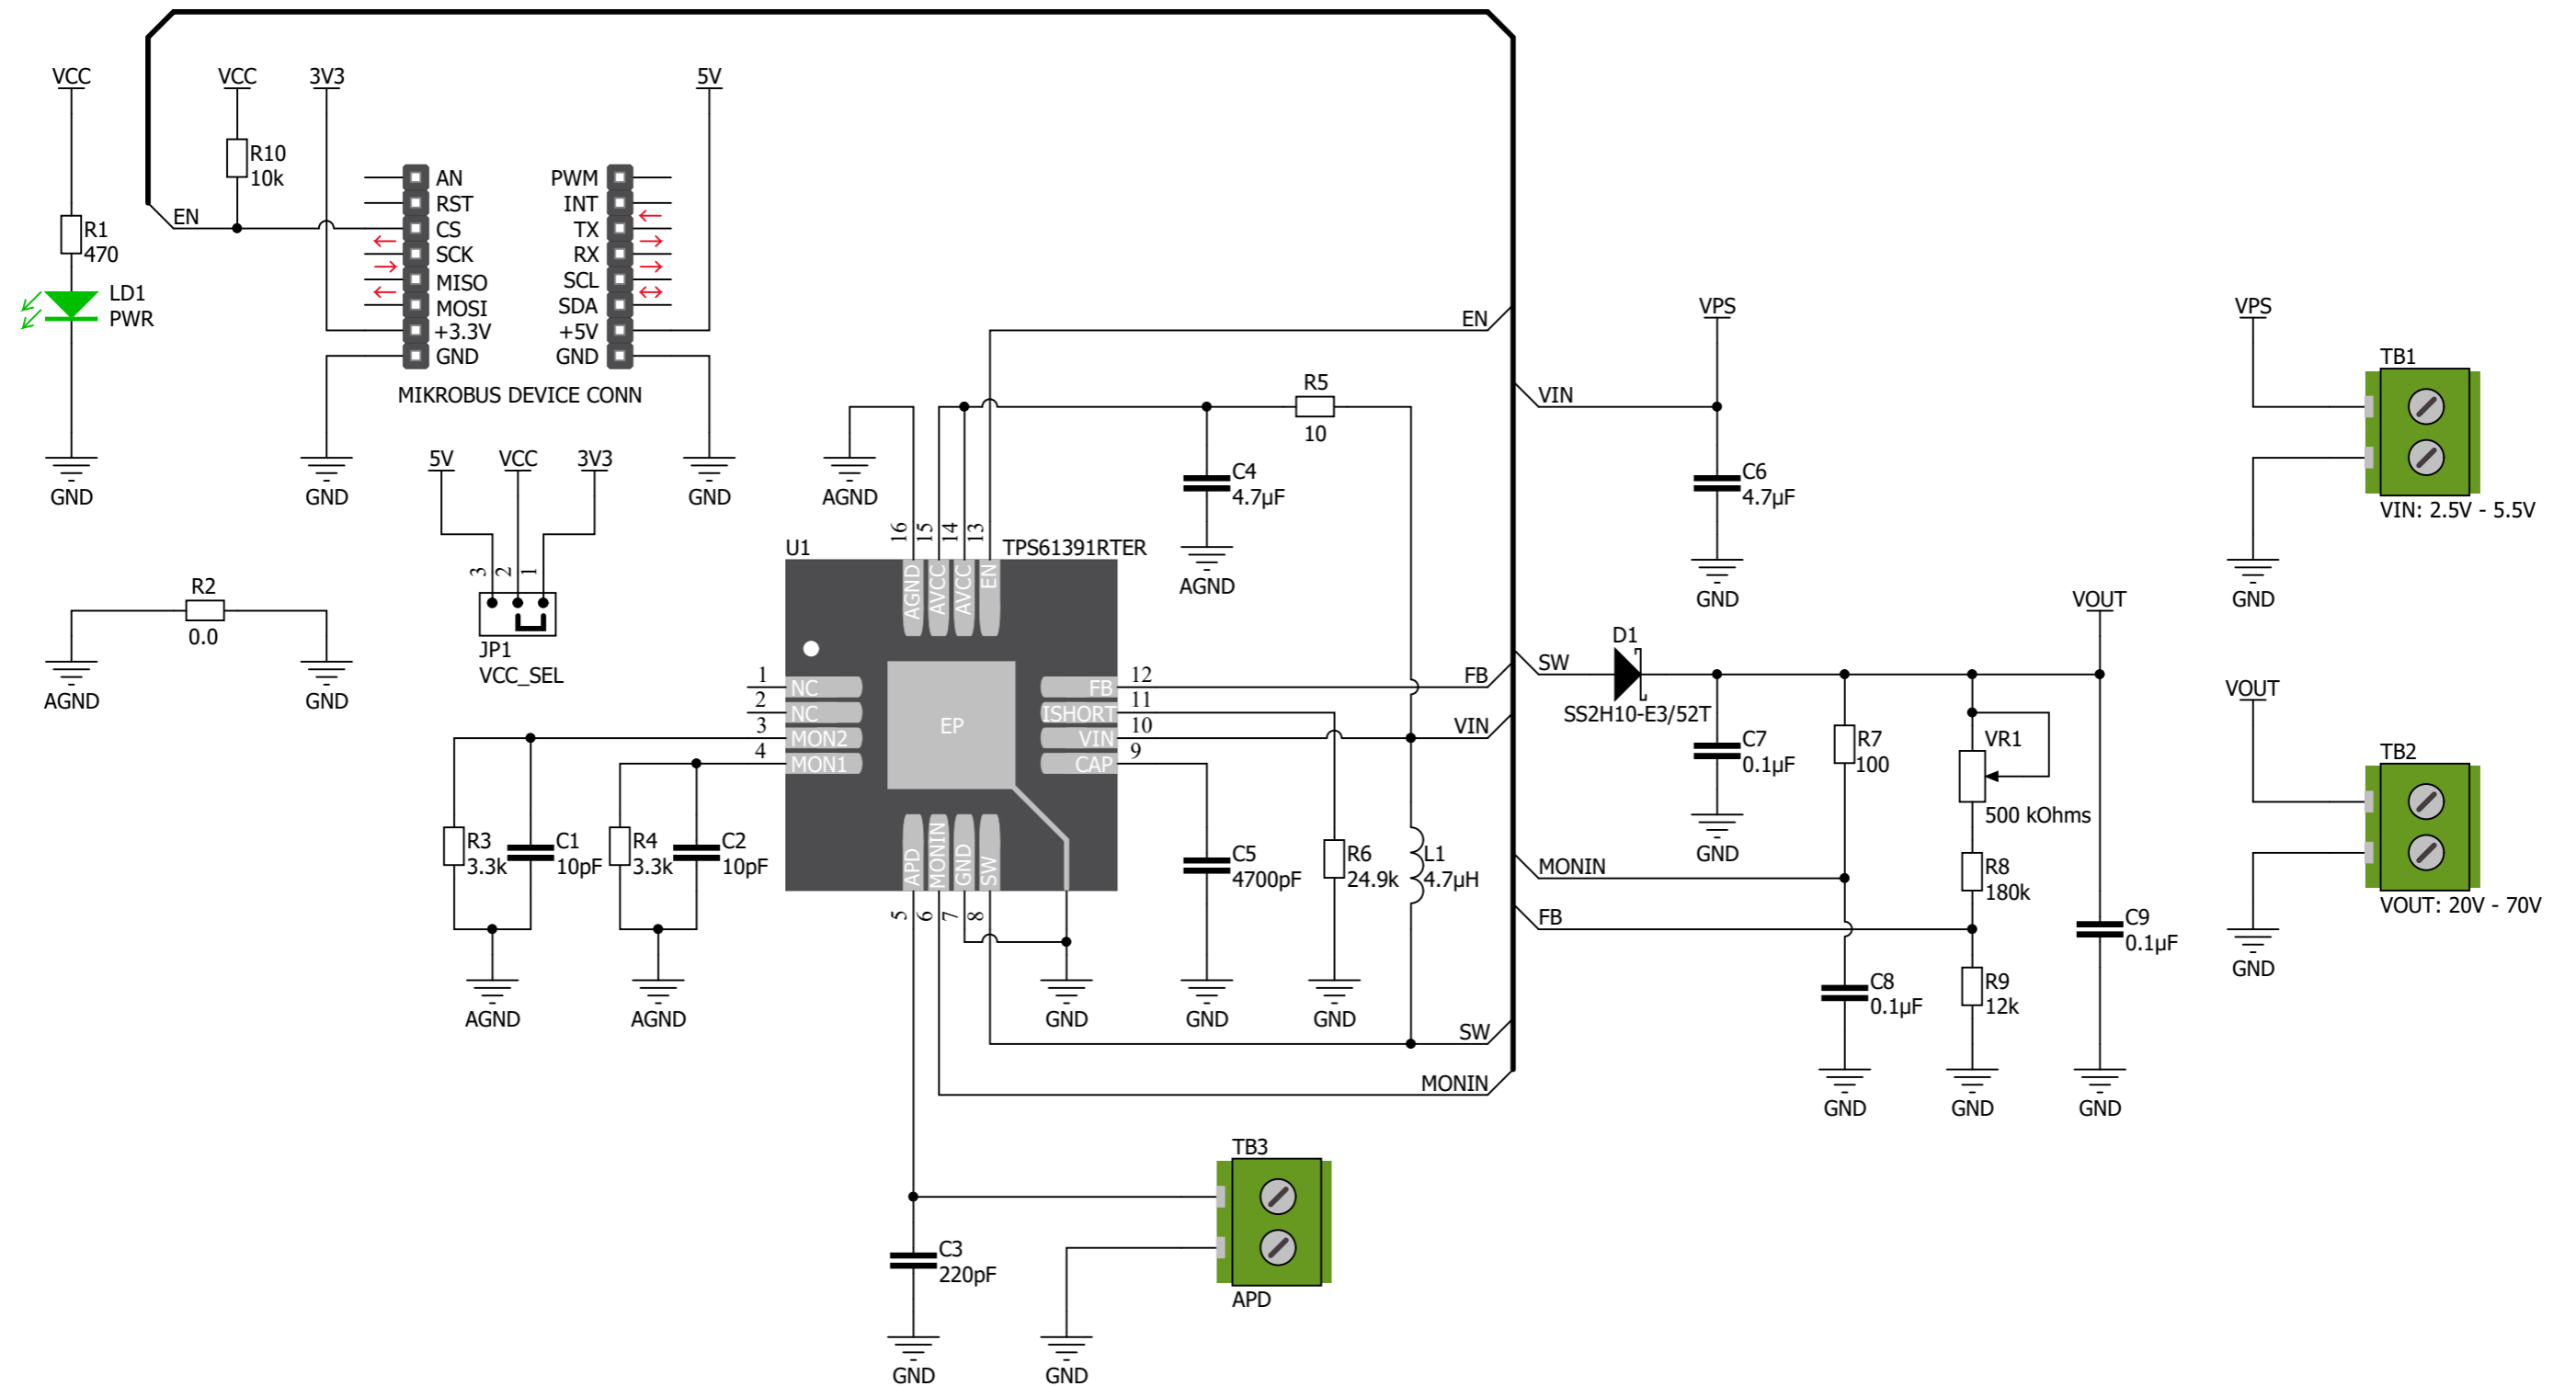 VCC
VCC
3V3
5V
R10
10k
EN
R1
470
LD1
PWR
AN
RST
CS
SCK
MISO
MOSI
+3.3V
GND
PWM
INT
TX
RX
SCL
SDA
+5V
GND
MIKROBUS DEVICE CONN
GND
GND
GND
5V
VCC
3V3
3
2
1
JP1
VCC_SEL
R2
0.0
AGND
GND
AGND
EN
R5
10
C4
4.7µF
AGND
16
15
14
13
U1
TPS61391RTER
AGND
AVCC
AVCC
EN
1
NC
2
NC
3
MON2
4
MON1
EP
FB
12
ISHORT
11
VIN
10
CAP
9
APD
MONIN
GND
SW
5
6
7
8
FB
VIN
R3
3.3k
C1
10pF
R4
3.3k
C2
10pF
AGND
AGND
GND
C5
4700pF
GND
R6
24.9k
GND
L1
4.7µH
SW
MONIN
TB3
APD
C3
220pF
GND
GND
VPS
VIN
C6
4.7µF
GND
SW
D1
SS2H10-E3/52T
VOUT
C7
0.1µF
GND
R7
100
VR1
500 kOhms
MONIN
R8
180k
FB
C9
0.1µF
C8
0.1µF
R9
12k
GND
GND
GND
VPS
TB1
VIN: 2.5V - 5.5V
GND
VOUT
TB2
VOUT: 20V - 70V
GND